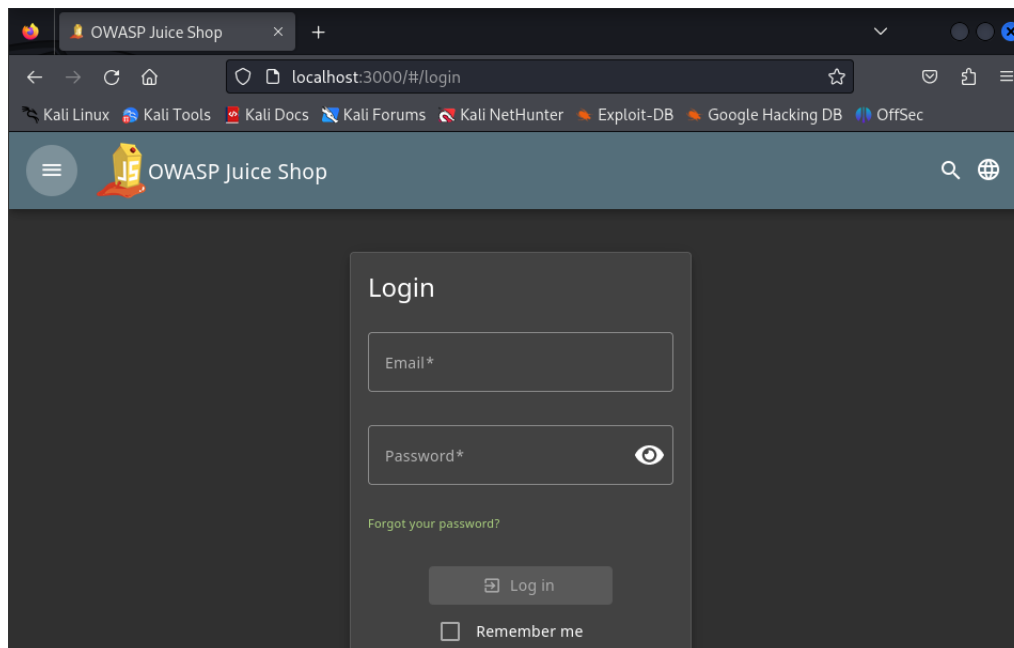 OWASP Juice Shop
localhost:3000/#/login
Kali Linux Kali Tools Kali Docs Kali Forums Kali NetHunter Exploit-DB Google Hacking DB OffSec
JS OWASP Juice Shop
Login
Email*
Password*
Forgot your password?
Log in
Remember me